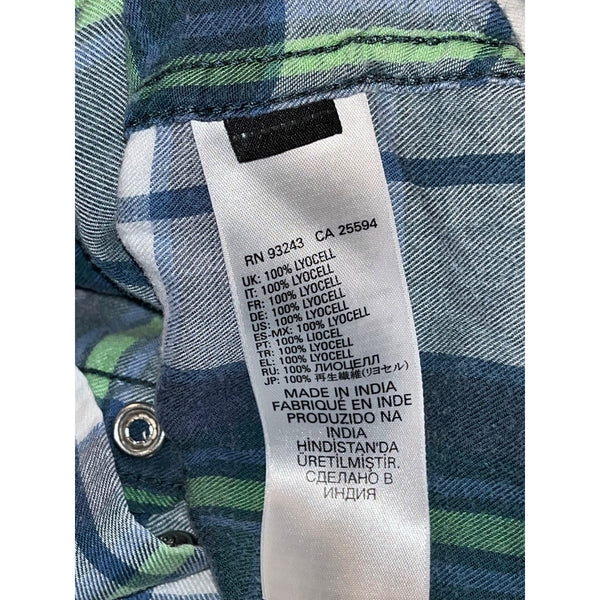 RN 93243 CA 25594
UK: 100% LYOCELL
IT: 100% LYOCELL
FR: 100% LYOCELL
DE: 100% LYOCELL
US: 100% LYOCELL
ES-MX: 100% LYOCELL
PT: 100% LIOCEL
TR: 100% LYOCELL
EL: 100% LYOCELL
RU: 100% ЛИОЦЕЛЛ
JP: 100% 再生繊維(リヨセル)
MADE IN INDIA
FABRIQUÉ EN INDE
PRODUZIDO NA
INDIA
HİNDİSTAN'DA
ÜRETİLMİŞTİR.
СДЕЛАНО В
ИНДИЯ